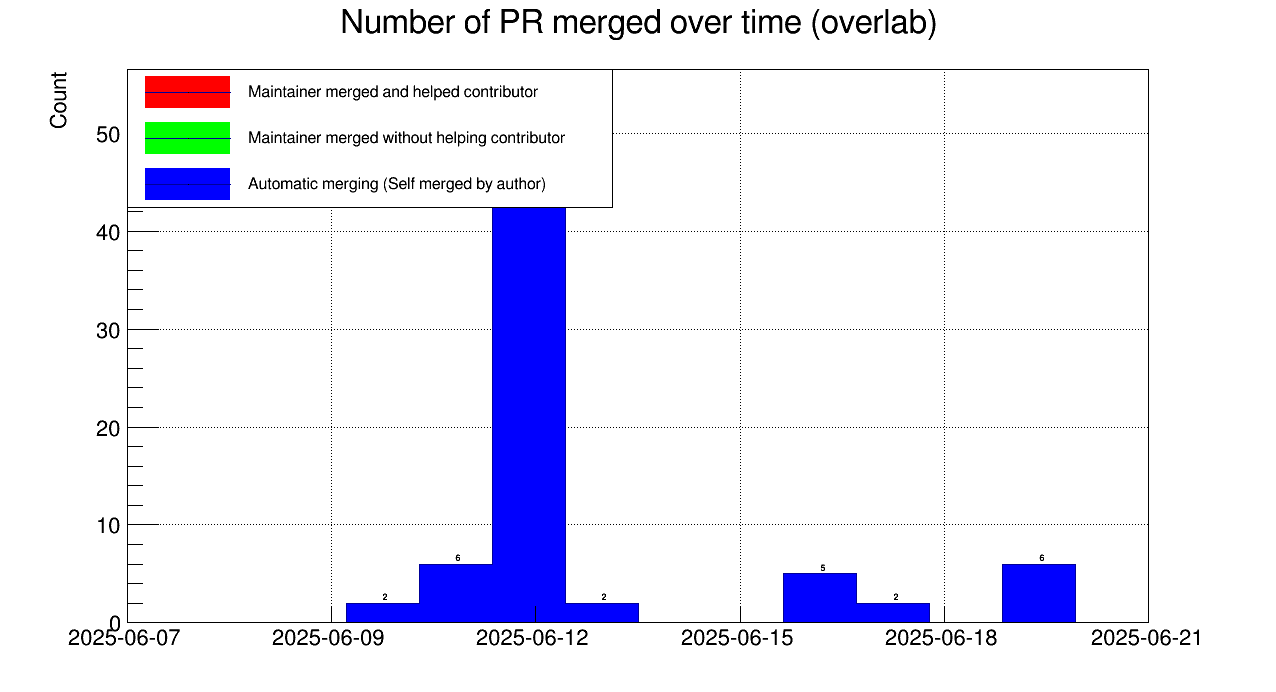 Number of PR merged over time (overlab)
Count
Maintainer merged and helped contributor
Maintainer merged without helping contributor
Automatic merging (Self merged by author)
50
40
30
20
10
0
2
6
2
5
2
6
2025-06-07 2025-06-09 2025-06-12 2025-06-15 2025-06-18 2025-06-21